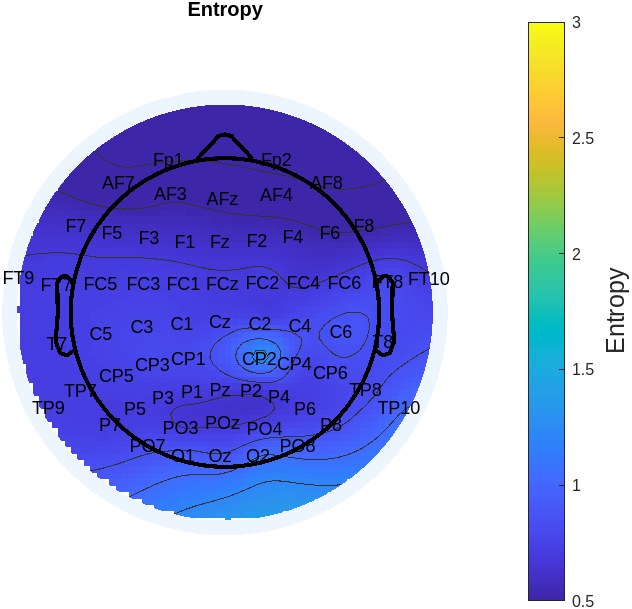 Entropy
Fp1 Fp2
AF7 AF3 AFz AF4 AF8
F7 F5 F3 F1 Fz F2 F4 F6 F8
FT9 FT7 FC5 FC3 FC1 FCz FC2 FC4 FC6 FT8 FT10
T7 C5 C3 C1 Cz C2 C4 C6 T8
TP7 CP5 CP3 CP1 CP2 CP4 CP6 TP8
TP9 P7 P5 P3 P1 Pz P2 P4 P6 P8 TP10
PO7 PO3 POz PO4 PO8
O1 Oz O2
3
2.5
2
1.5
1
0.5
Entropy